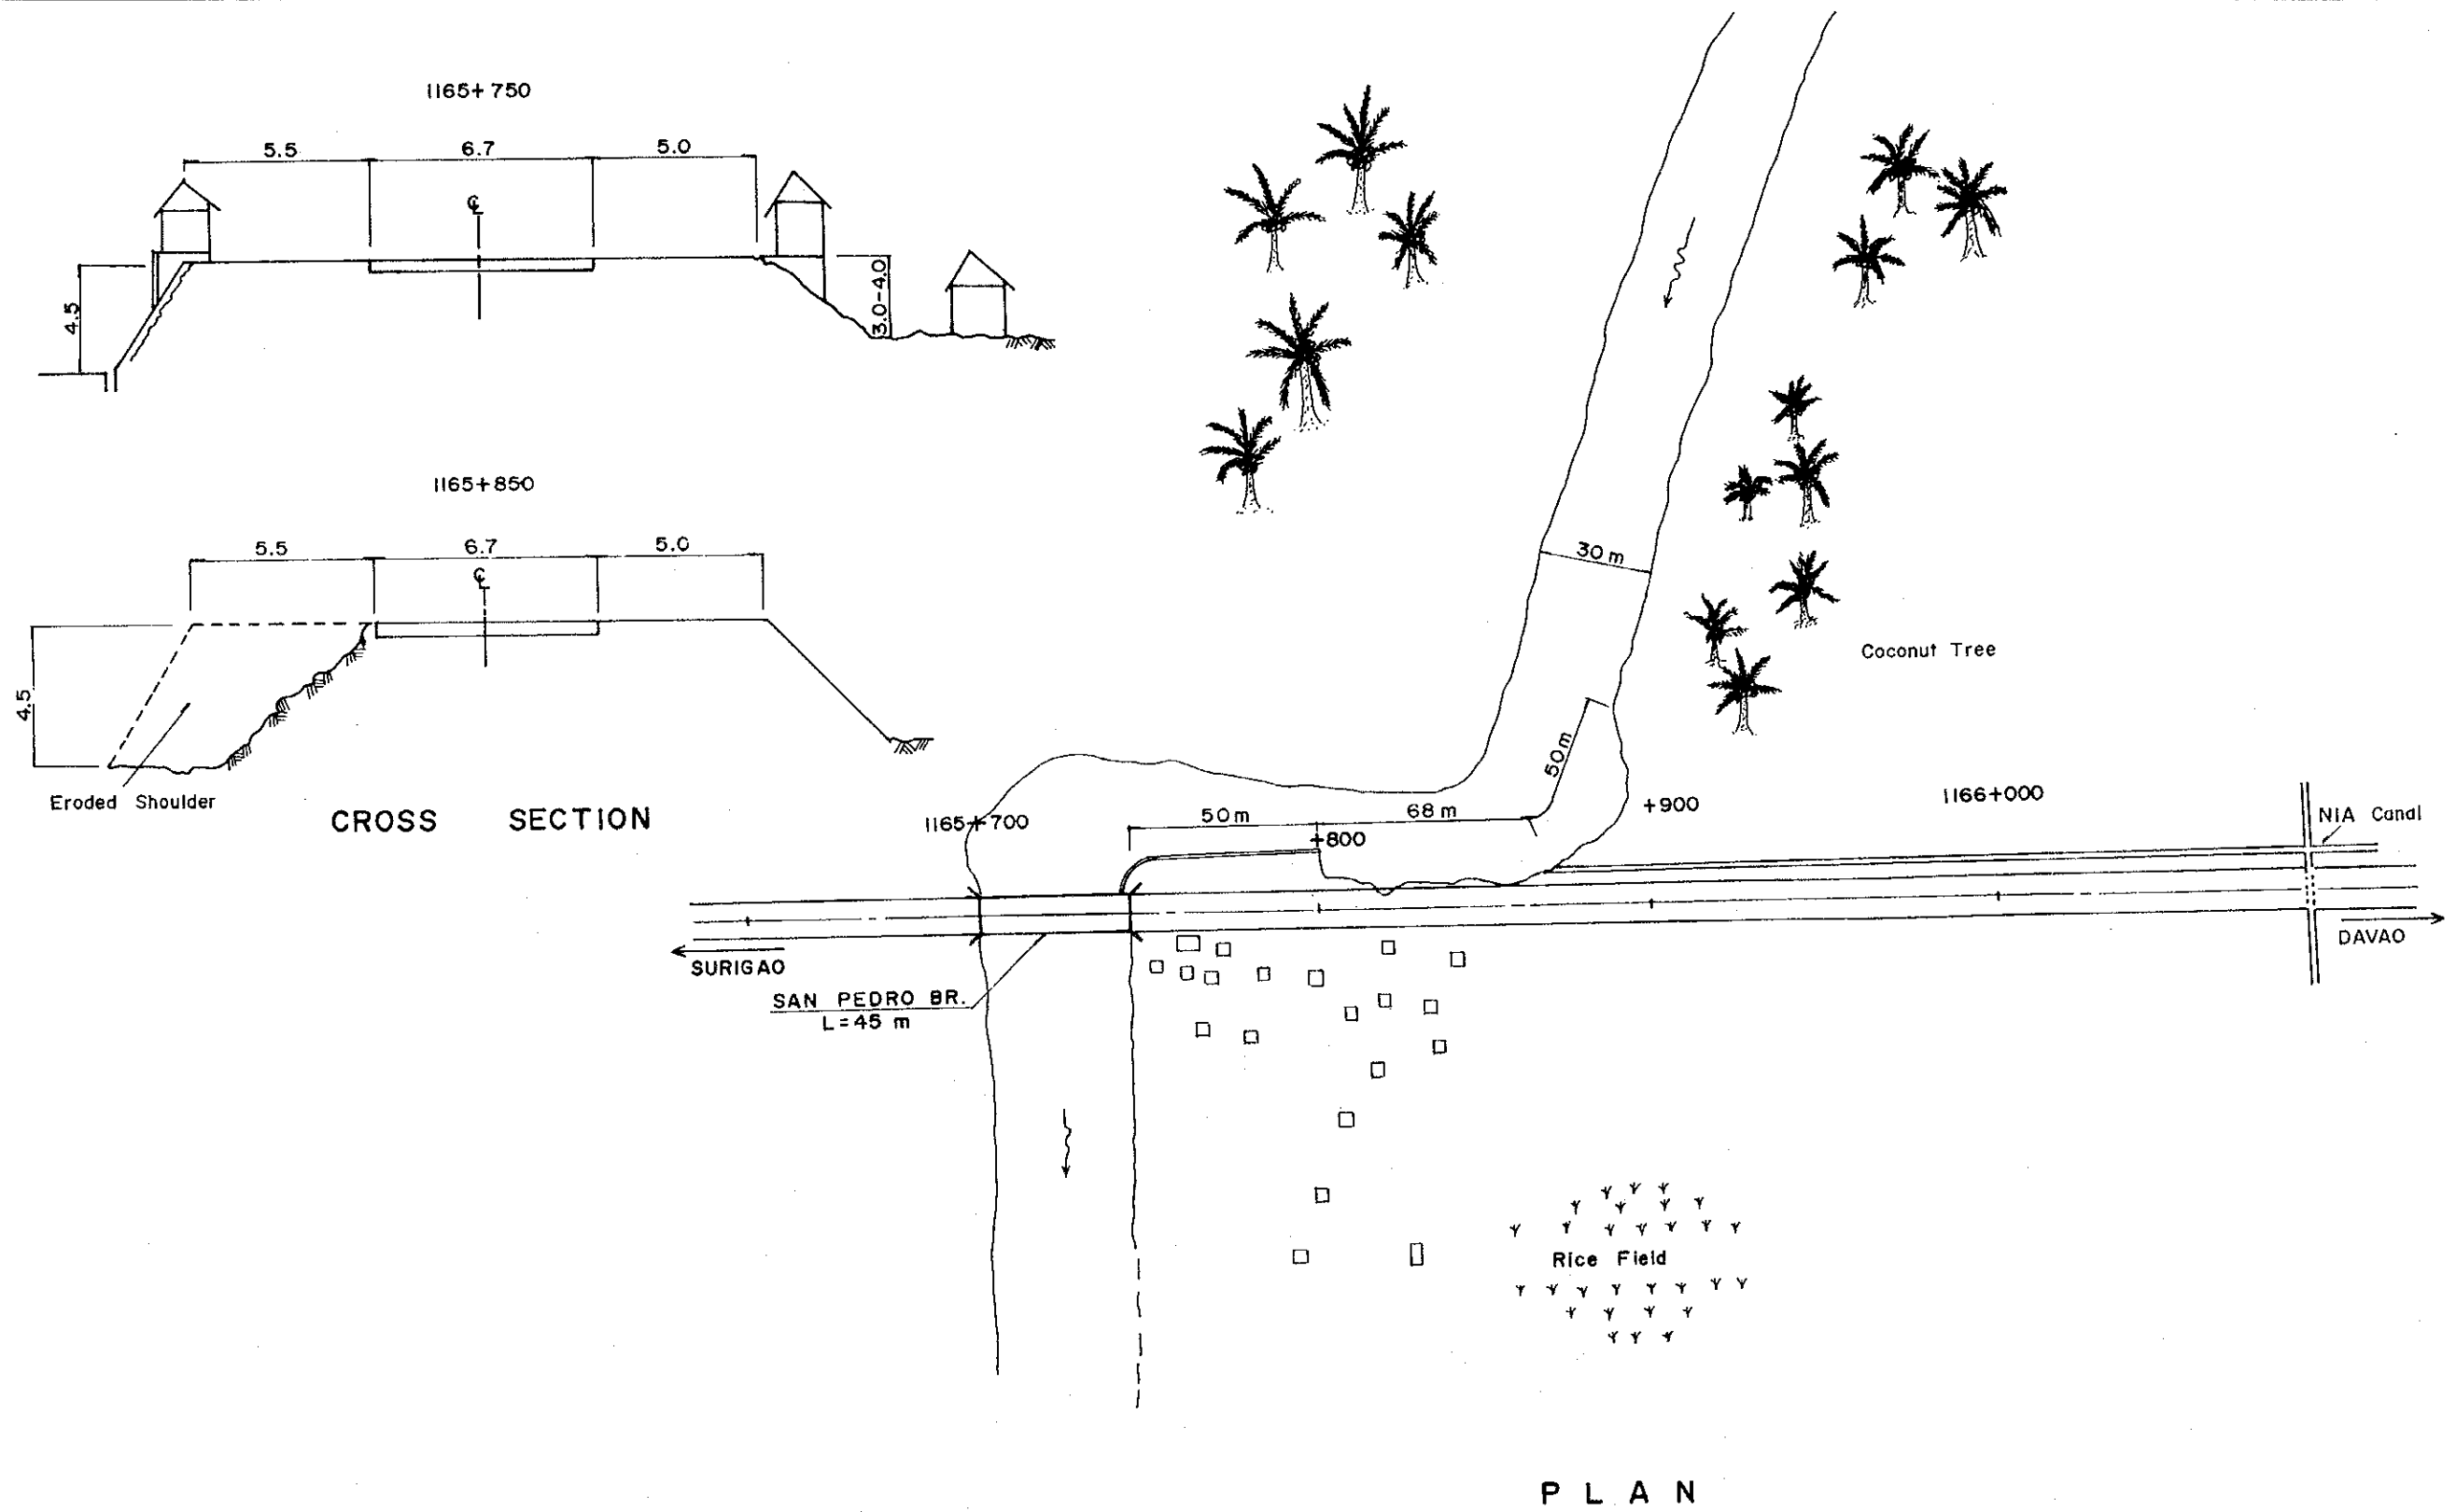 1165+750
5.5 6.7 5.0
℄
4.5
3.0-4.0
1165+850
5.5 6.7 5.0
℄
4.5
Eroded Shoulder
CROSS SECTION
30 m
Coconut Tree
50 m
1165+700
50 m
68 m
+800
+900
1166+000
NIA Canal
SURIGAO
DAVAO
SAN PEDRO BR.
L=45 m
Rice Field
PLAN